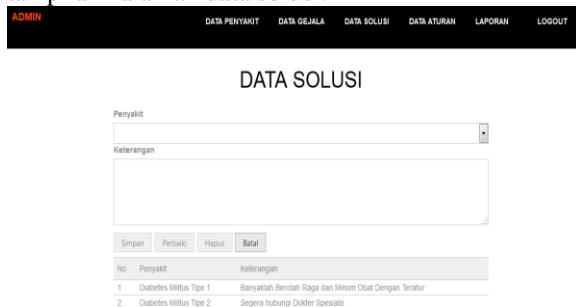 ADMIN DATA PENYAKIT DATA GEJALA DATA SOLUSI DATA ATURAN LAPORAN LOGOUT
DATA SOLUSI
Penyakit
Keterangan
Simpan Perbaiki Hapus Batal
No Penyakit Keterangan
1 Diabetes Militus Tipe 1 Banyaklah Berolah Raga dan Minum Obat Dengan Teratur
2 Diabetes Militus Tipe 2 Segera hubungi Dokter Spesialis